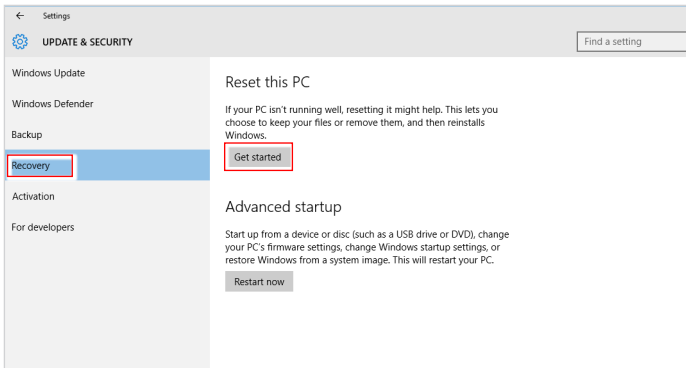 Settings
UPDATE & SECURITY
Find a setting
Windows Update
Windows Defender
Backup
Recovery
Activation
For developers
Reset this PC
If your PC isn't running well, resetting it might help. This lets you
choose to keep your files or remove them, and then reinstalls
Windows.
Get started
Advanced startup
Start up from a device or disc (such as a USB drive or DVD), change
your PC's firmware settings, change Windows startup settings, or
restore Windows from a system image. This will restart your PC.
Restart now